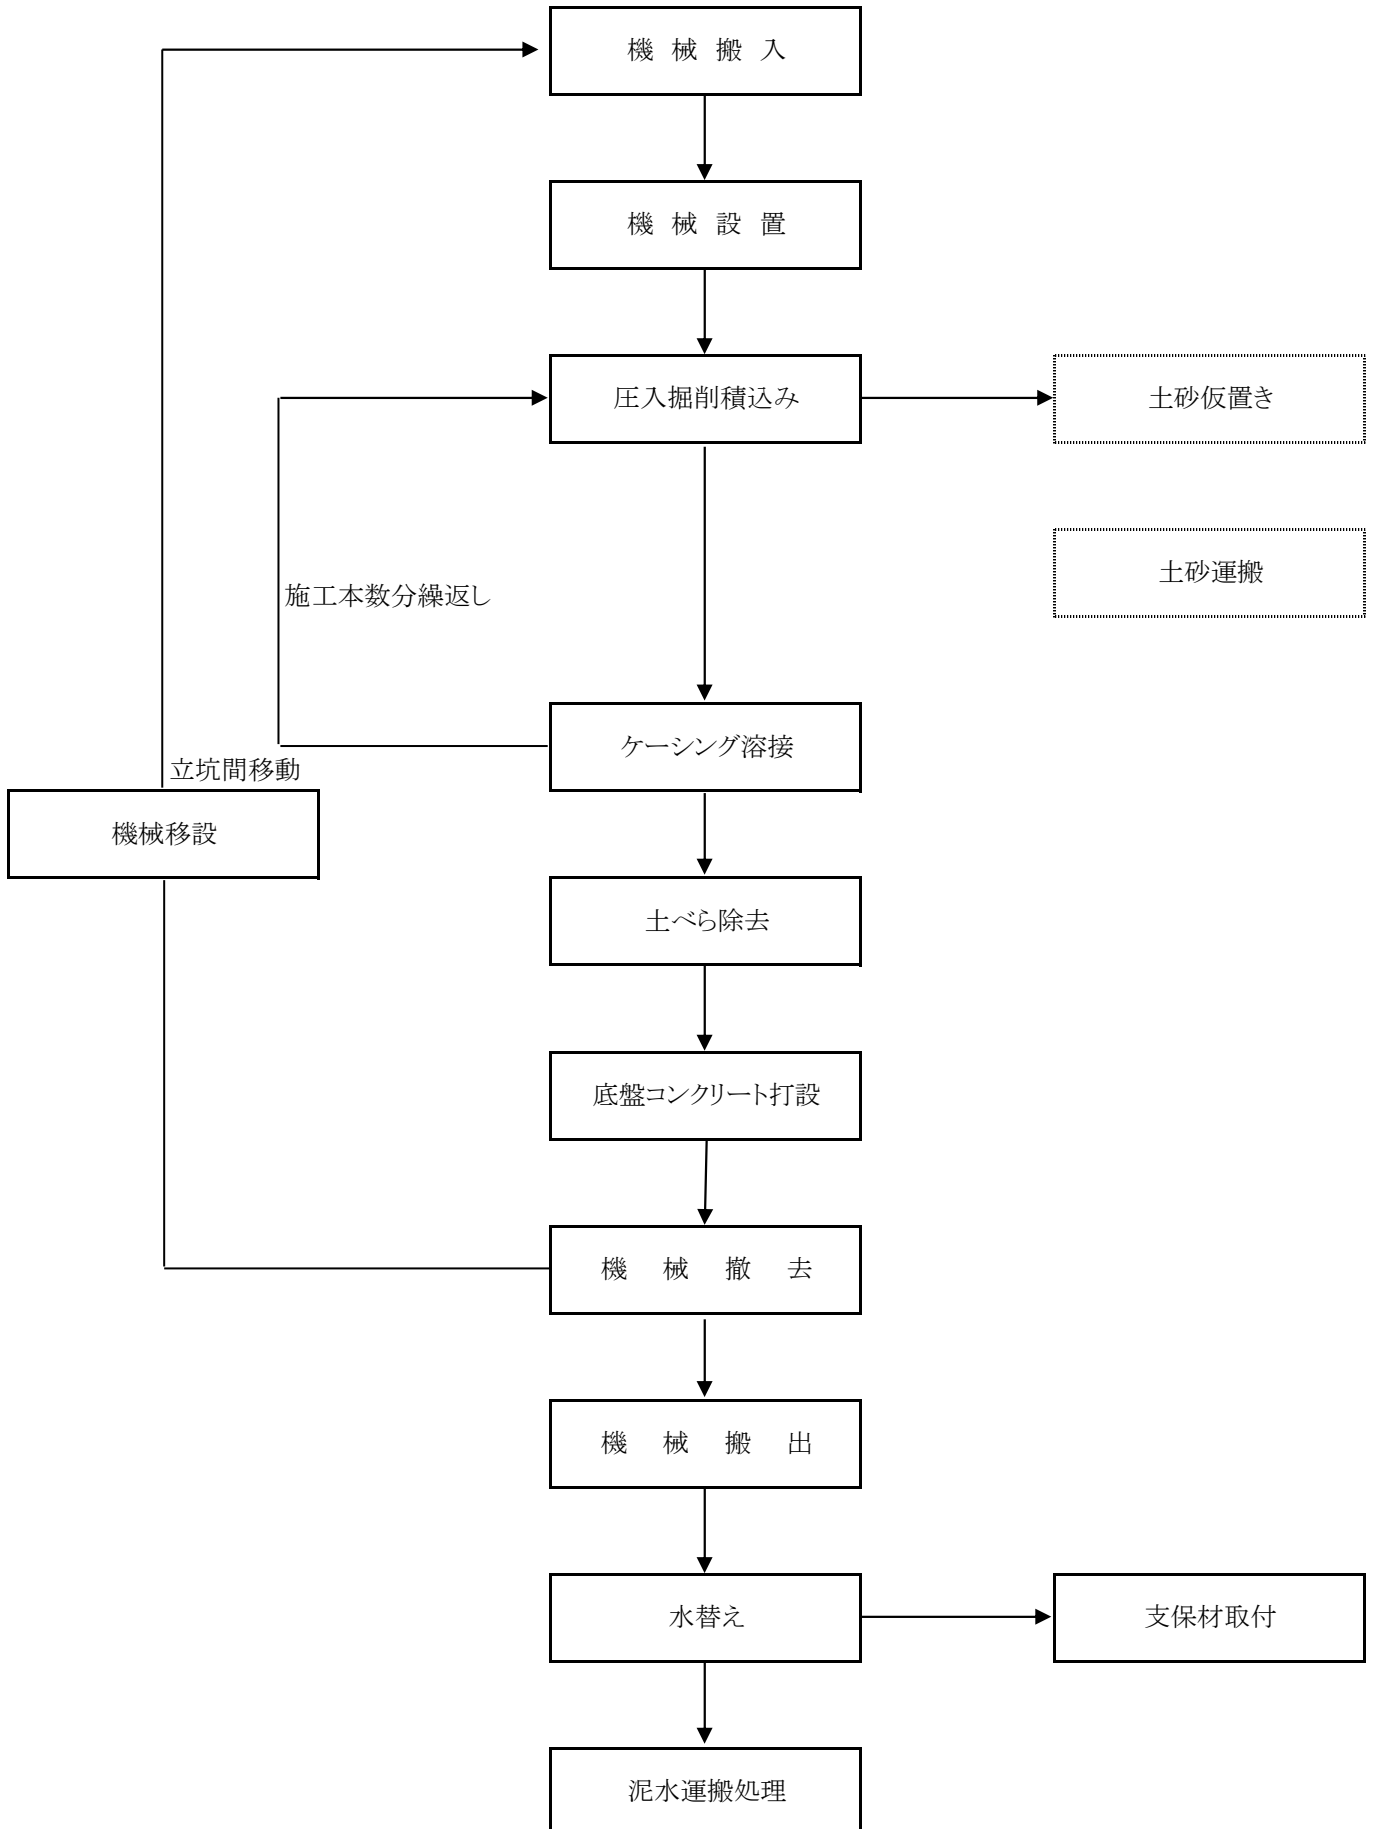 機 械 搬 入
機 械 設 置
圧入掘削積込み
土砂仮置き
土砂運搬
施工本数分繰返し
ケーシング溶接
立坑間移動
機械移設
土べら除去
底盤コンクリート打設
機 械 撤 去
機 械 搬 出
水替え
支保材取付
泥水運搬処理